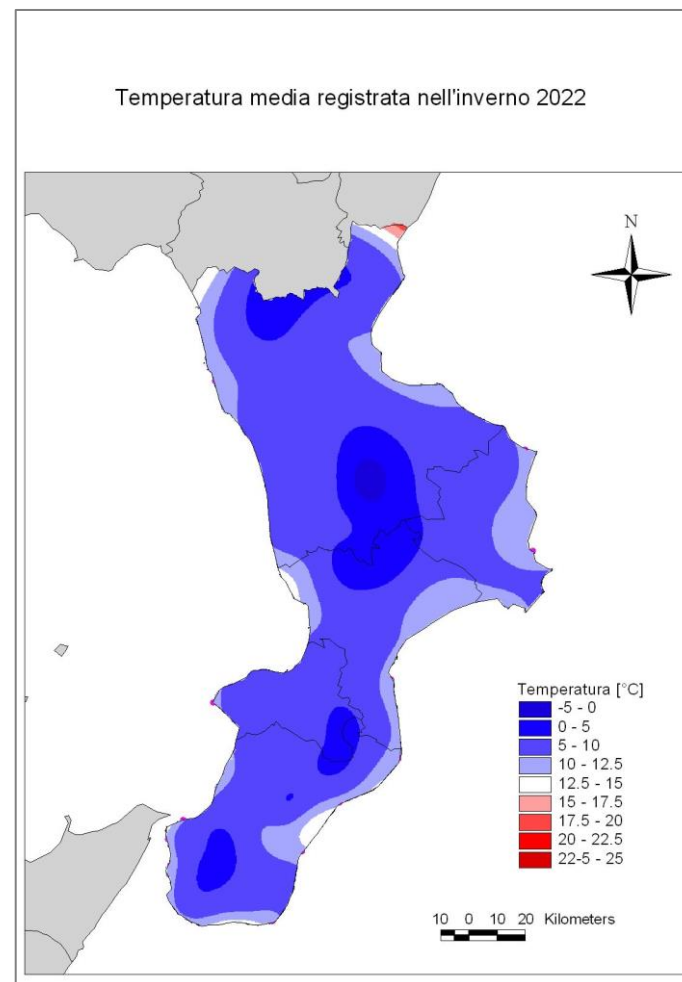 Temperatura media registrata nell'inverno 2022
N
Temperatura [°C]
-5 - 0
0 - 5
5 - 10
10 - 12.5
12.5 - 15
15 - 17.5
17.5 - 20
20 - 22.5
22-5 - 25
10 0 10 20 Kilometers